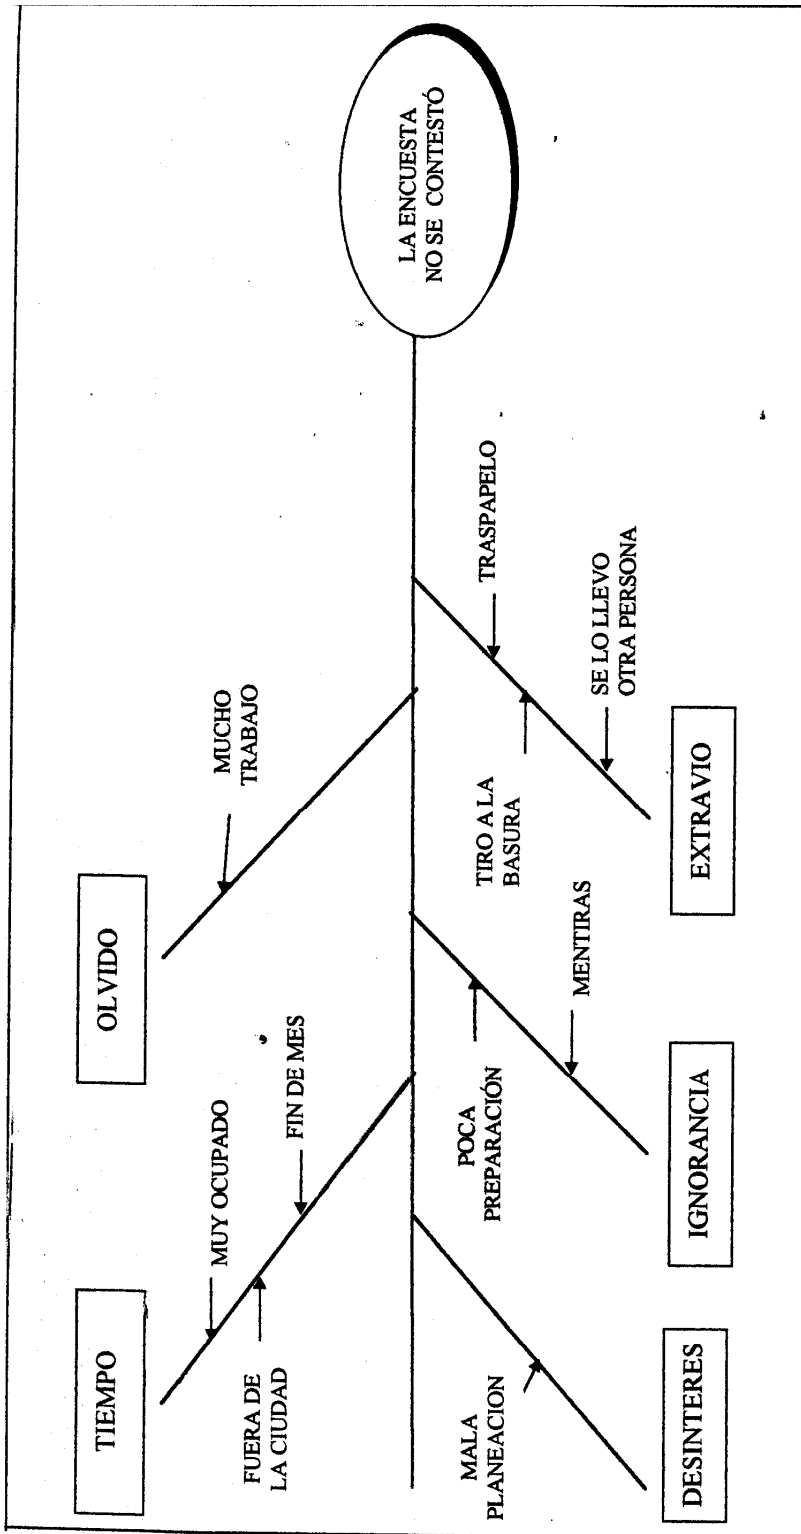 TIEMPO
OLVIDO
MUY OCUPADO
MUCHO
TRABAJO
FUERA DE
LA CIUDAD
FIN DE MES
LA ENCUESTA
NO SE CONTESTÓ
MALA
PLANEACION
POCA
PREPARACIÓN
TIRO A LA
BASURA
TRASPAPELO
MENTIRAS
SE LO LLEVO
OTRA PERSONA
DESINTERES
IGNORANCIA
EXTRAVIO